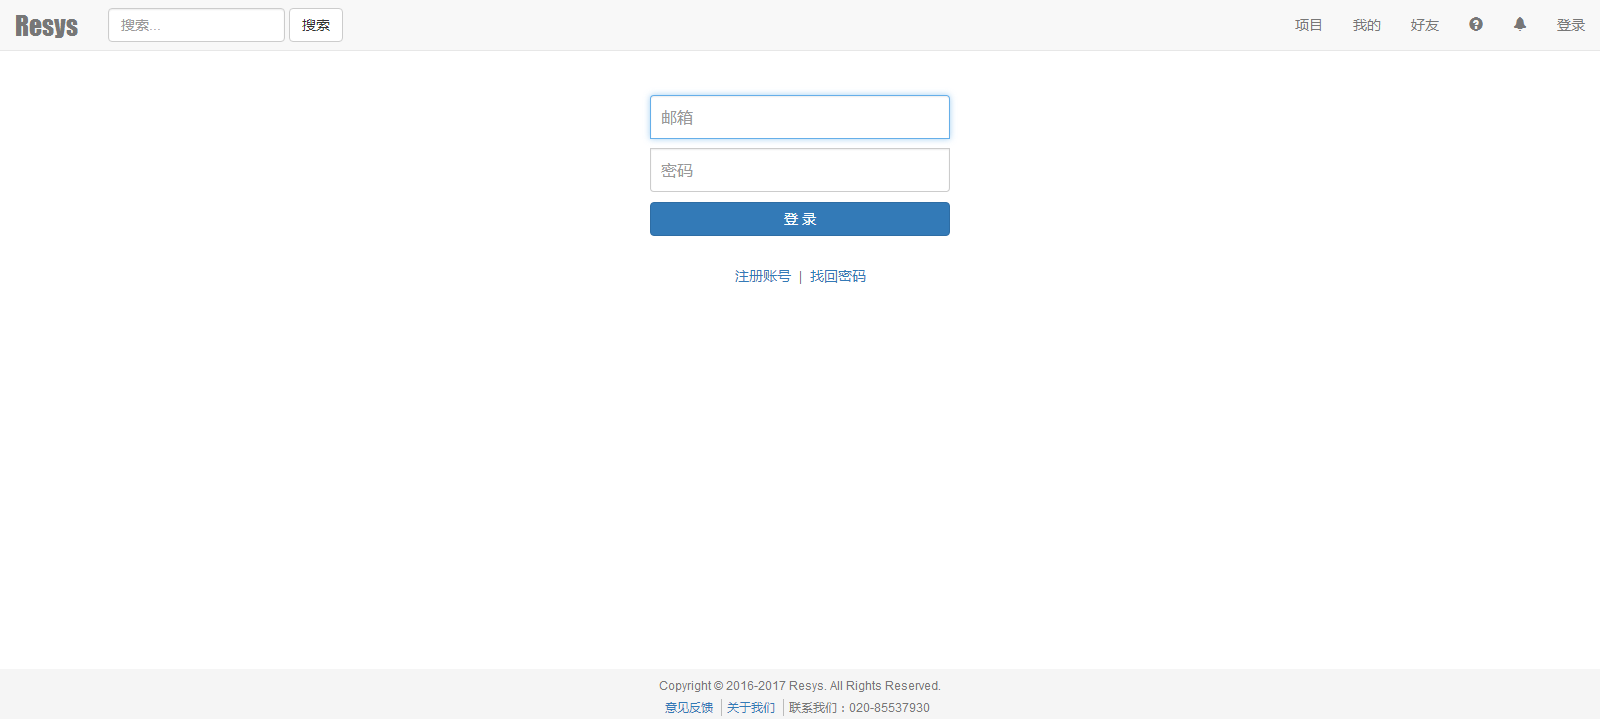 Resys 搜索... 搜索 项目 我的 好友 登录
邮箱
密码
登 录
注册账号 | 找回密码
Copyright © 2016-2017 Resys. All Rights Reserved.
意见反馈 | 关于我们 | 联系我们：020-85537930